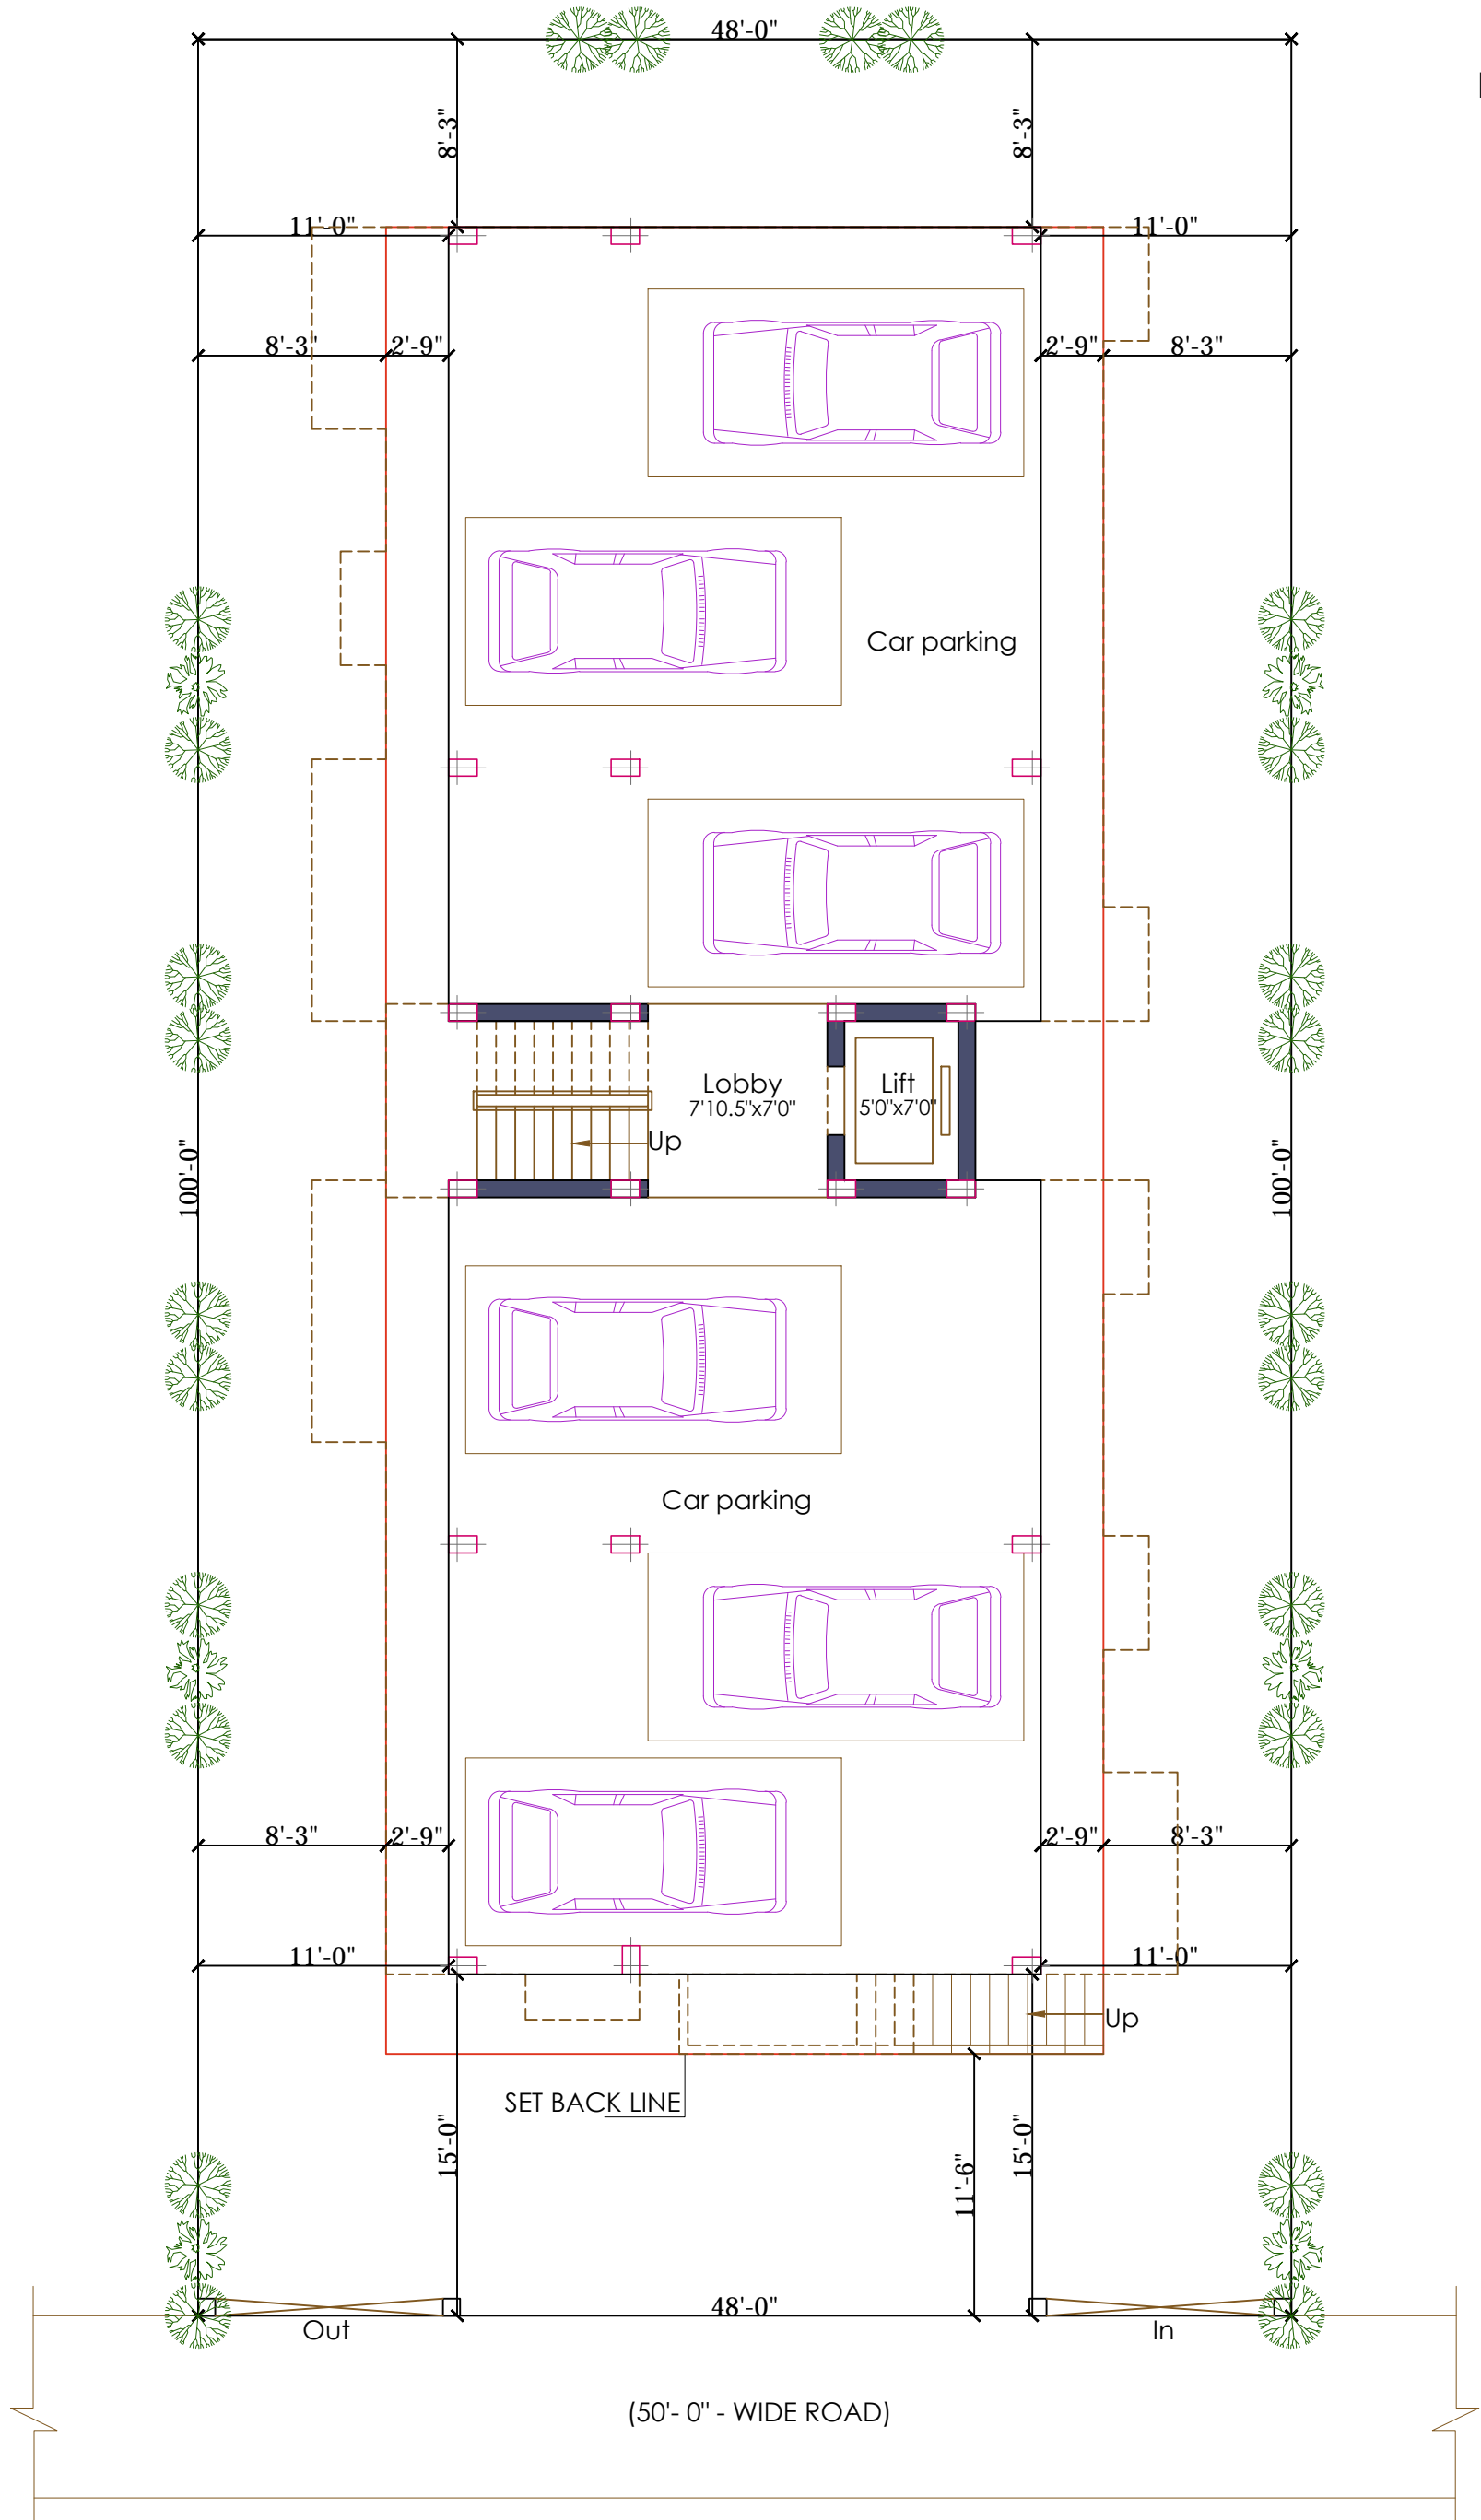 48'-0"
8'-3"
8'-3"
11'-0"
11'-0"
8'-3"
2'-9"
2'-9"
8'-3"
Car parking
Lobby
7'10.5"x7'0"
Lift
5'0"x7'0"
Up
100'-0"
100'-0"
Car parking
8'-3"
2'-9"
2'-9"
8'-3"
11'-0"
11'-0"
Up
SET BACK LINE
15'-0"
11'-6"
15'-0"
48'-0"
Out
In
(50'- 0" - WIDE ROAD)